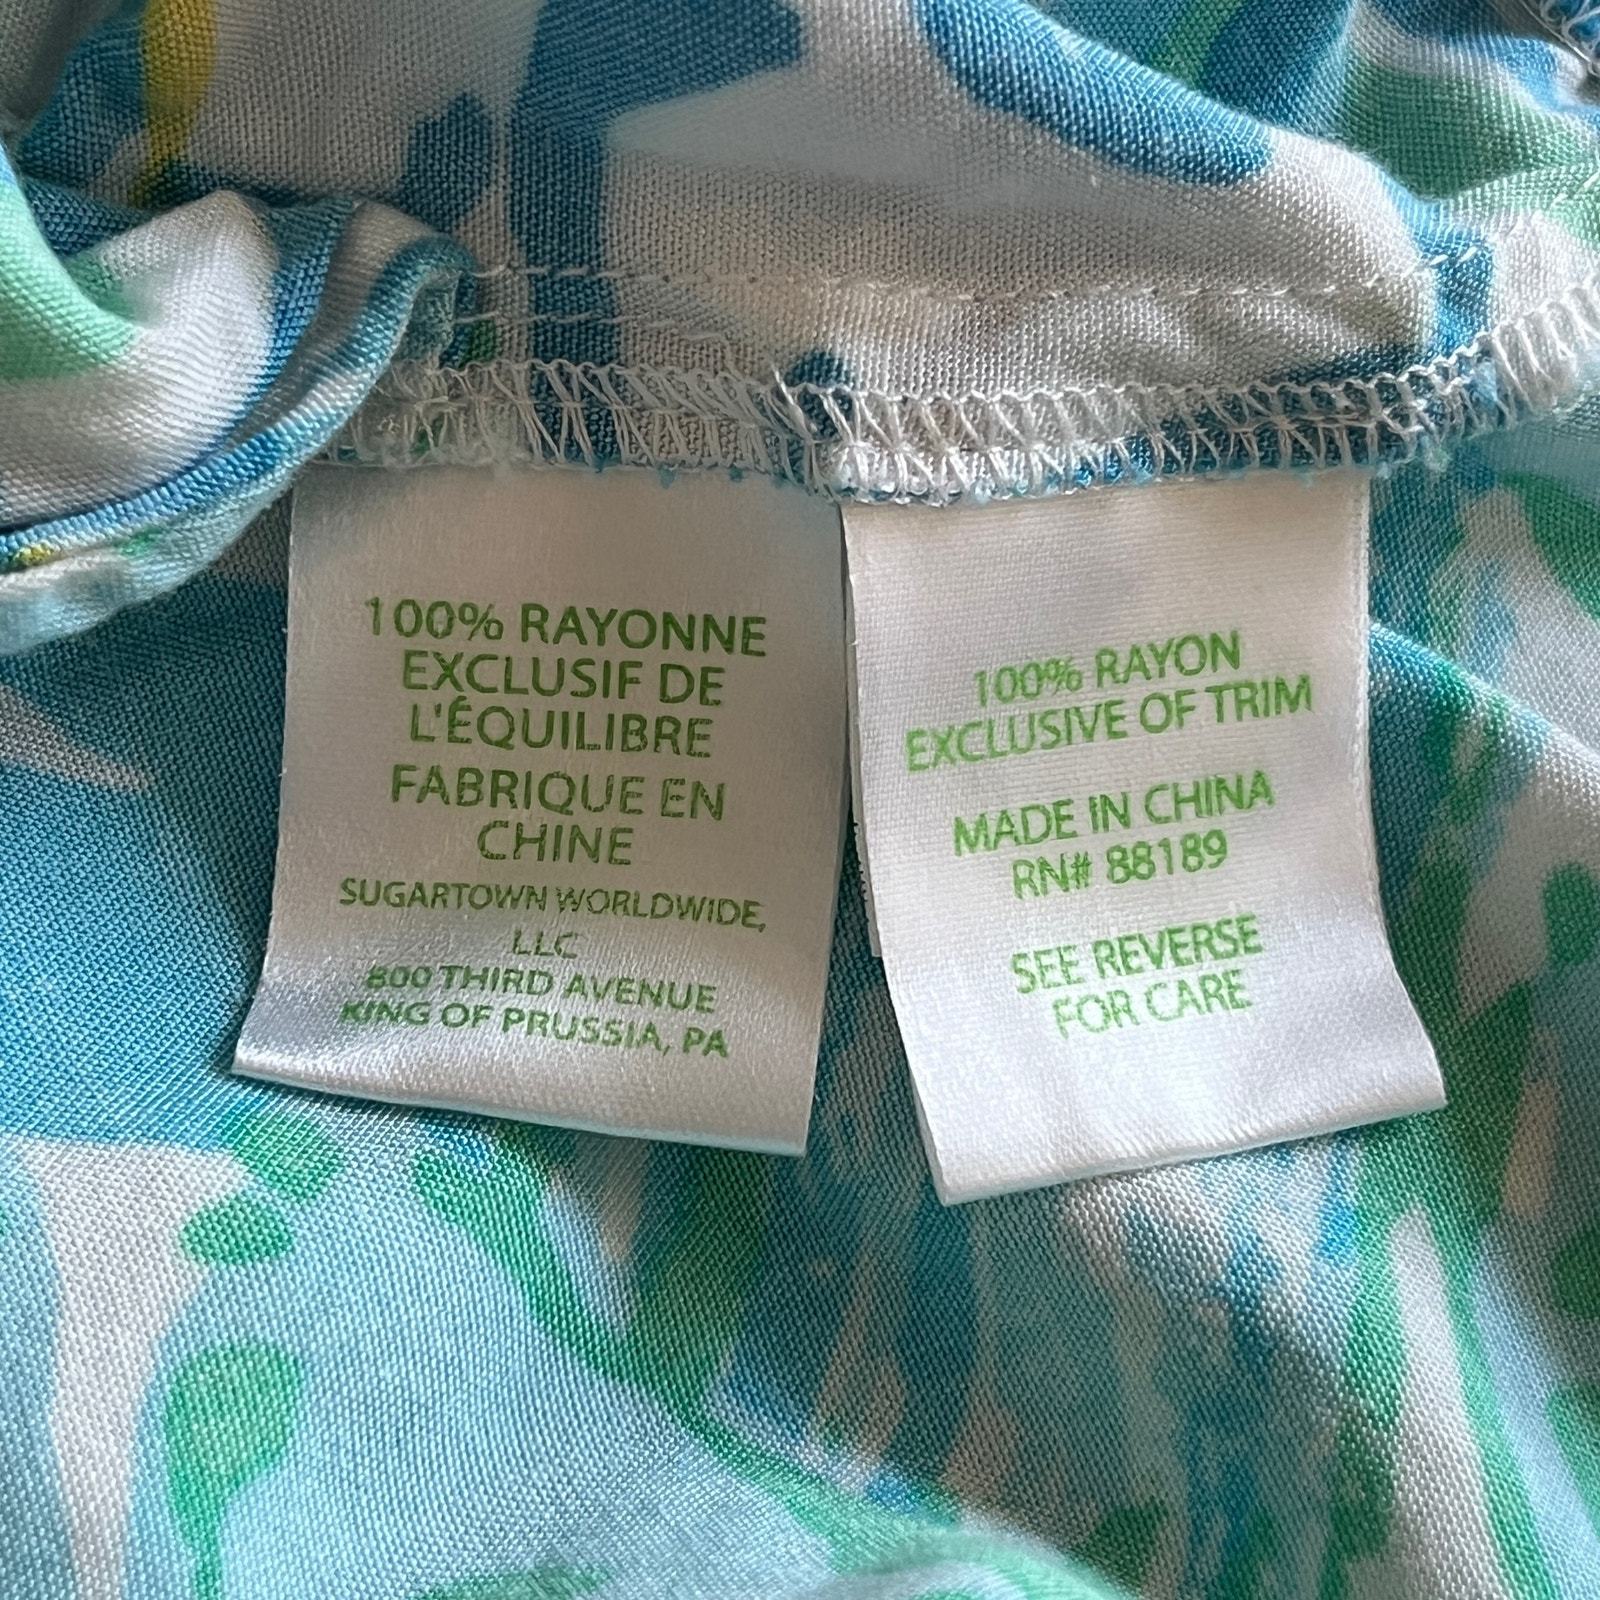 100% RAYONNE
EXCLUSIF DE
L'ÉQUILIBRE
FABRIQUE EN
CHINE
SUGARTOWN WORLDWIDE,
LLC
800 THIRD AVENUE
KING OF PRUSSIA, PA
100% RAYON
EXCLUSIVE OF TRIM
MADE IN CHINA
RN# 88189
SEE REVERSE
FOR CARE